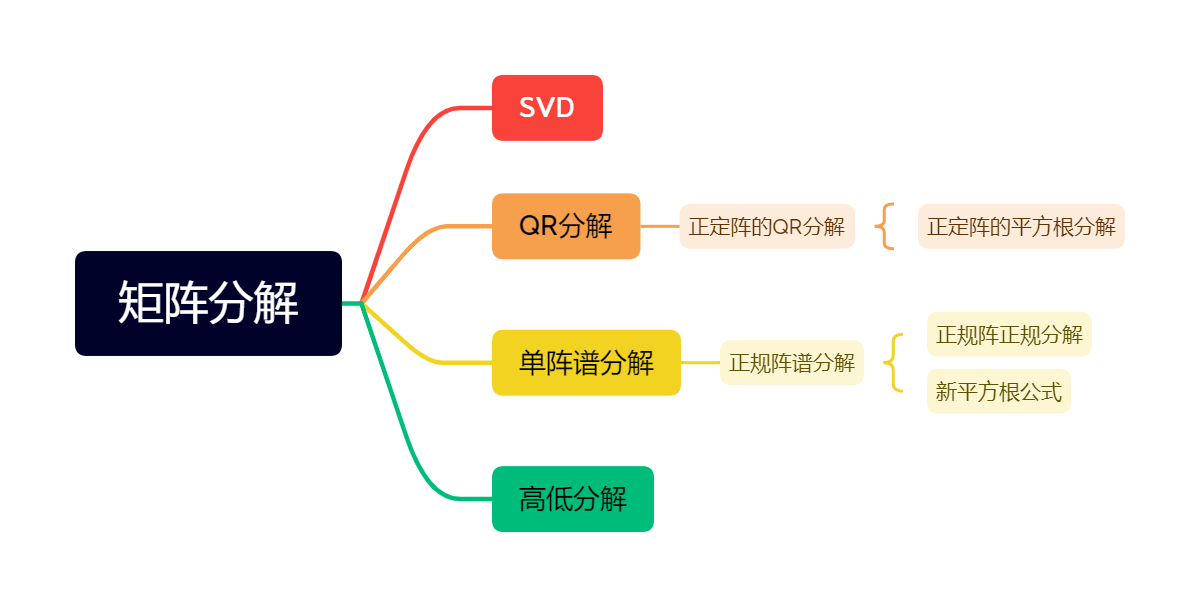 矩阵分解
SVD
QR分解
正定阵的QR分解
正定阵的平方根分解
单阵谱分解
正规阵谱分解
正规阵正规分解
新平方根公式
高低分解